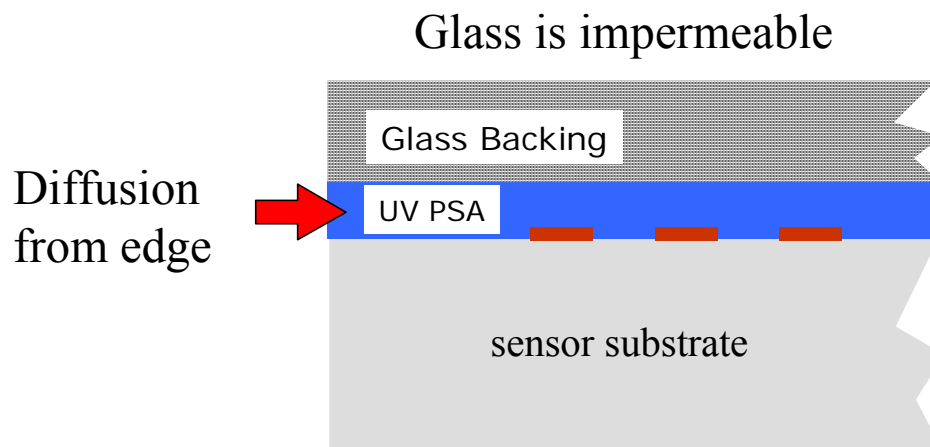 Glass is impermeable
Glass Backing
Diffusion
from edge
UV PSA
sensor substrate